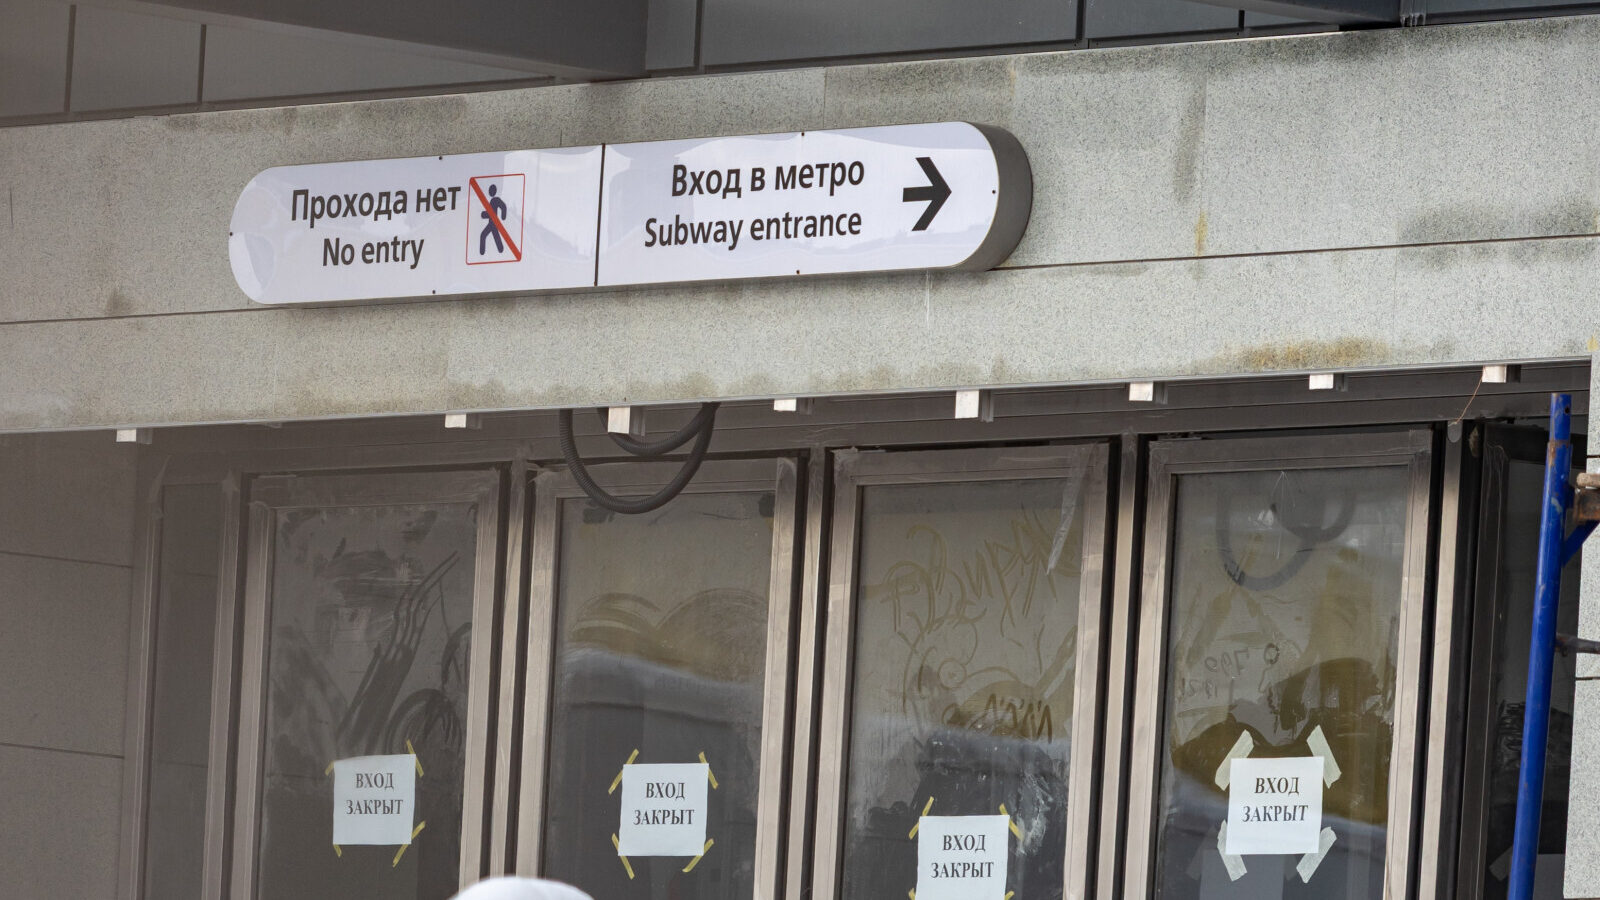 Прохода нет
No entry
Вход в метро
Subway entrance
ВХОД
ЗАКРЫТ
ВХОД
ЗАКРЫТ
ВХОД
ЗАКРЫТ
ВХОД
ЗАКРЫТ